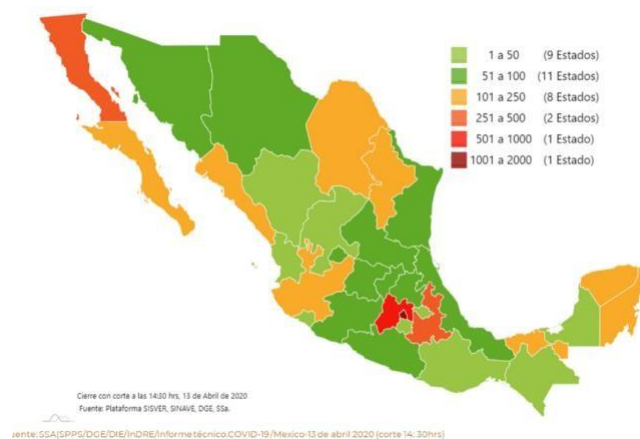 1 a 50 (9 Estados)
51 a 100 (11 Estados)
101 a 250 (8 Estados)
251 a 500 (2 Estados)
501 a 1000 (1 Estado)
1001 a 2000 (1 Estado)
Cierre con corte a las 14:30 hrs, 13 de Abril de 2020
Fuente: Plataforma SISVER, SINAVE, DGE, SSa.
uente:SSA(SPPS/DGE/DIE/InDRE/Informetécnico.COVID-19/Mexico-13 de abril 2020 (corte 14:30hrs)